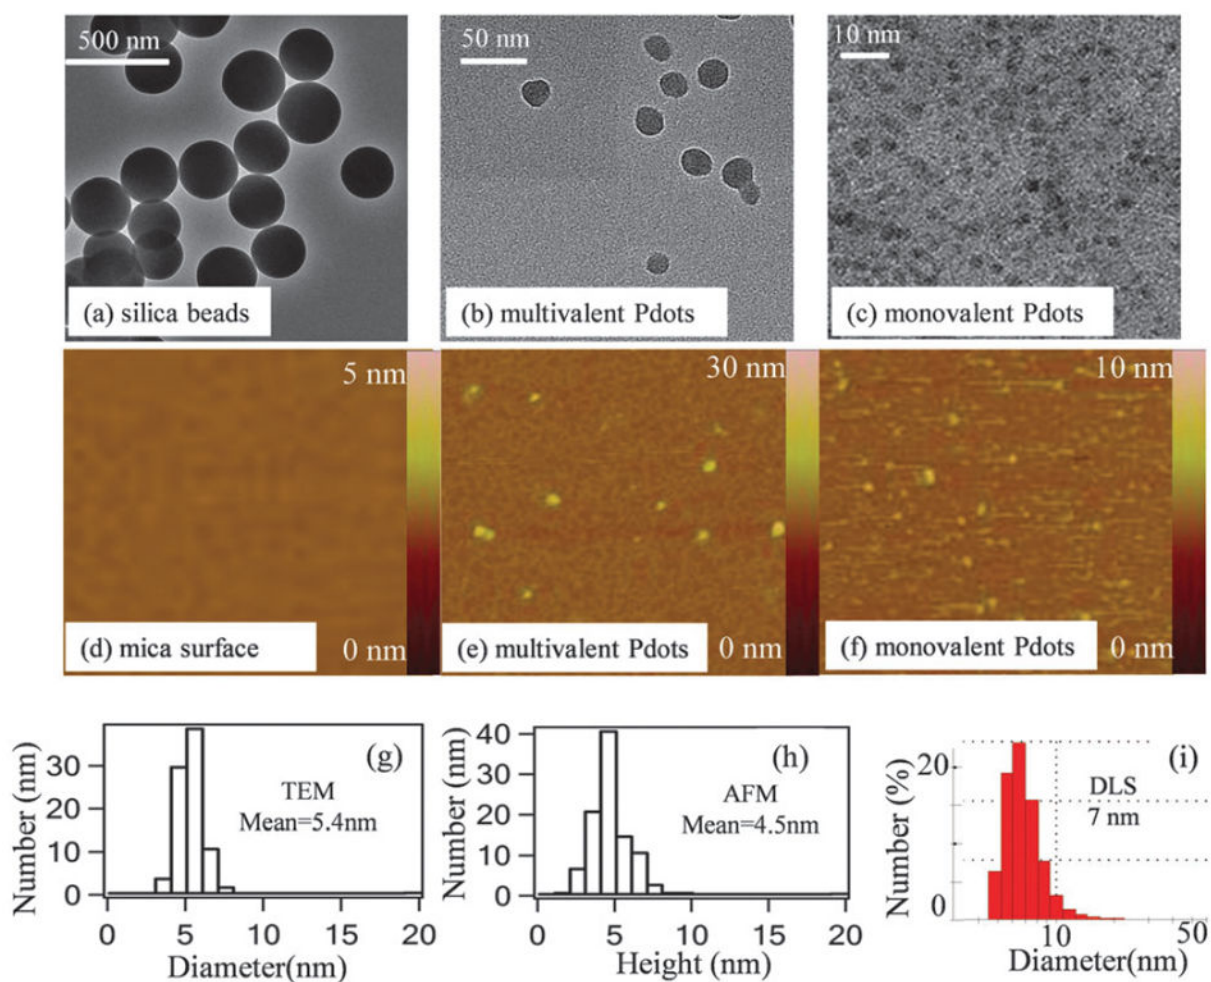 500 nm
50 nm
10 nm
(a) silica beads
(b) multivalent Pdots
(c) monovalent Pdots
5 nm
30 nm
10 nm
(d) mica surface
0 nm
(e) multivalent Pdots
0 nm
(f) monovalent Pdots
0 nm
Number (nm)
30
20
10
0
(g)
TEM
Mean=5.4nm
0 5 10 15 20
Diameter(nm)
Number (nm)
40
30
20
10
0
(h)
AFM
Mean=4.5nm
0 5 10 15 20
Height (nm)
Number (%)
20
0
(i)
DLS
7 nm
10 50
Diameter(nm)